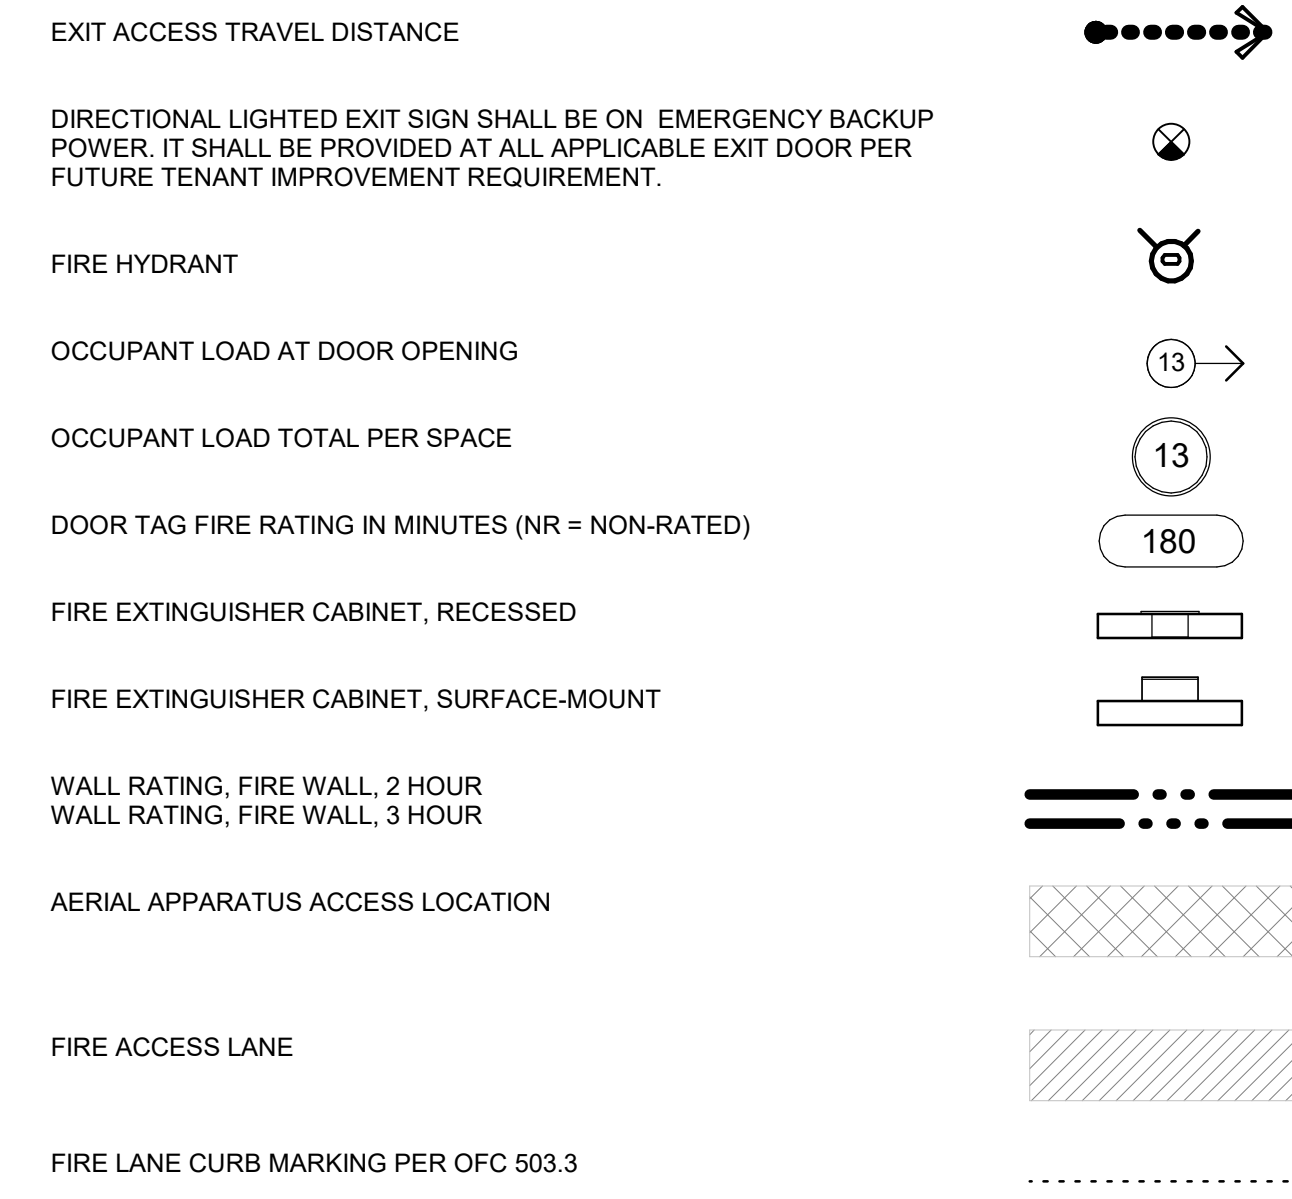 EXIT ACCESS TRAVEL DISTANCE
DIRECTIONAL LIGHTED EXIT SIGN SHALL BE ON  EMERGENCY BACKUP
POWER. IT SHALL BE PROVIDED AT ALL APPLICABLE EXIT DOOR PER
FUTURE TENANT IMPROVEMENT REQUIREMENT.
FIRE HYDRANT
OCCUPANT LOAD AT DOOR OPENING
13
OCCUPANT LOAD TOTAL PER SPACE
13
DOOR TAG FIRE RATING IN MINUTES (NR = NON-RATED)
180
FIRE EXTINGUISHER CABINET, RECESSED
FIRE EXTINGUISHER CABINET, SURFACE-MOUNT
WALL RATING, FIRE WALL, 2 HOUR
WALL RATING, FIRE WALL, 3 HOUR
AERIAL APPARATUS ACCESS LOCATION
FIRE ACCESS LANE
FIRE LANE CURB MARKING PER OFC 503.3